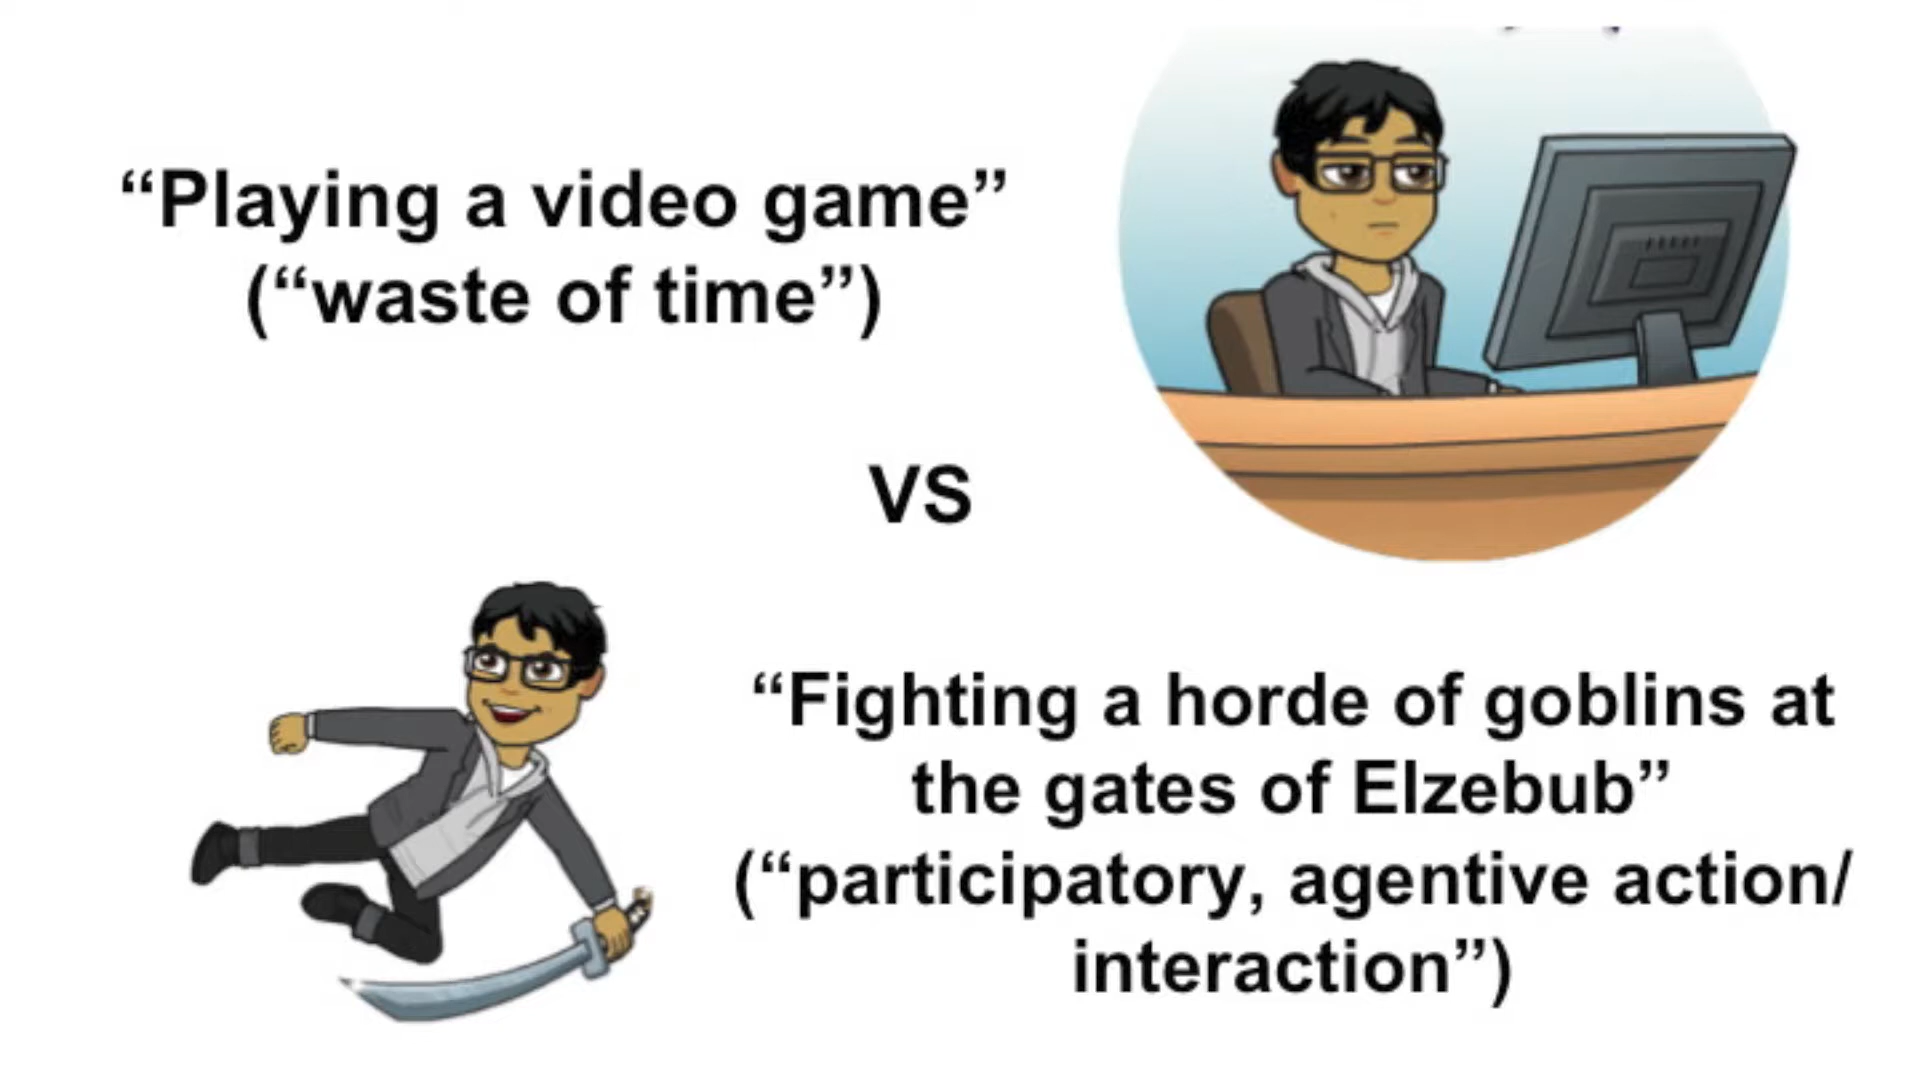 “Playing a video game”
(“waste of time”)
VS
“Fighting a horde of goblins at
the gates of Elzebub”
(“participatory, agentive action/
interaction”)